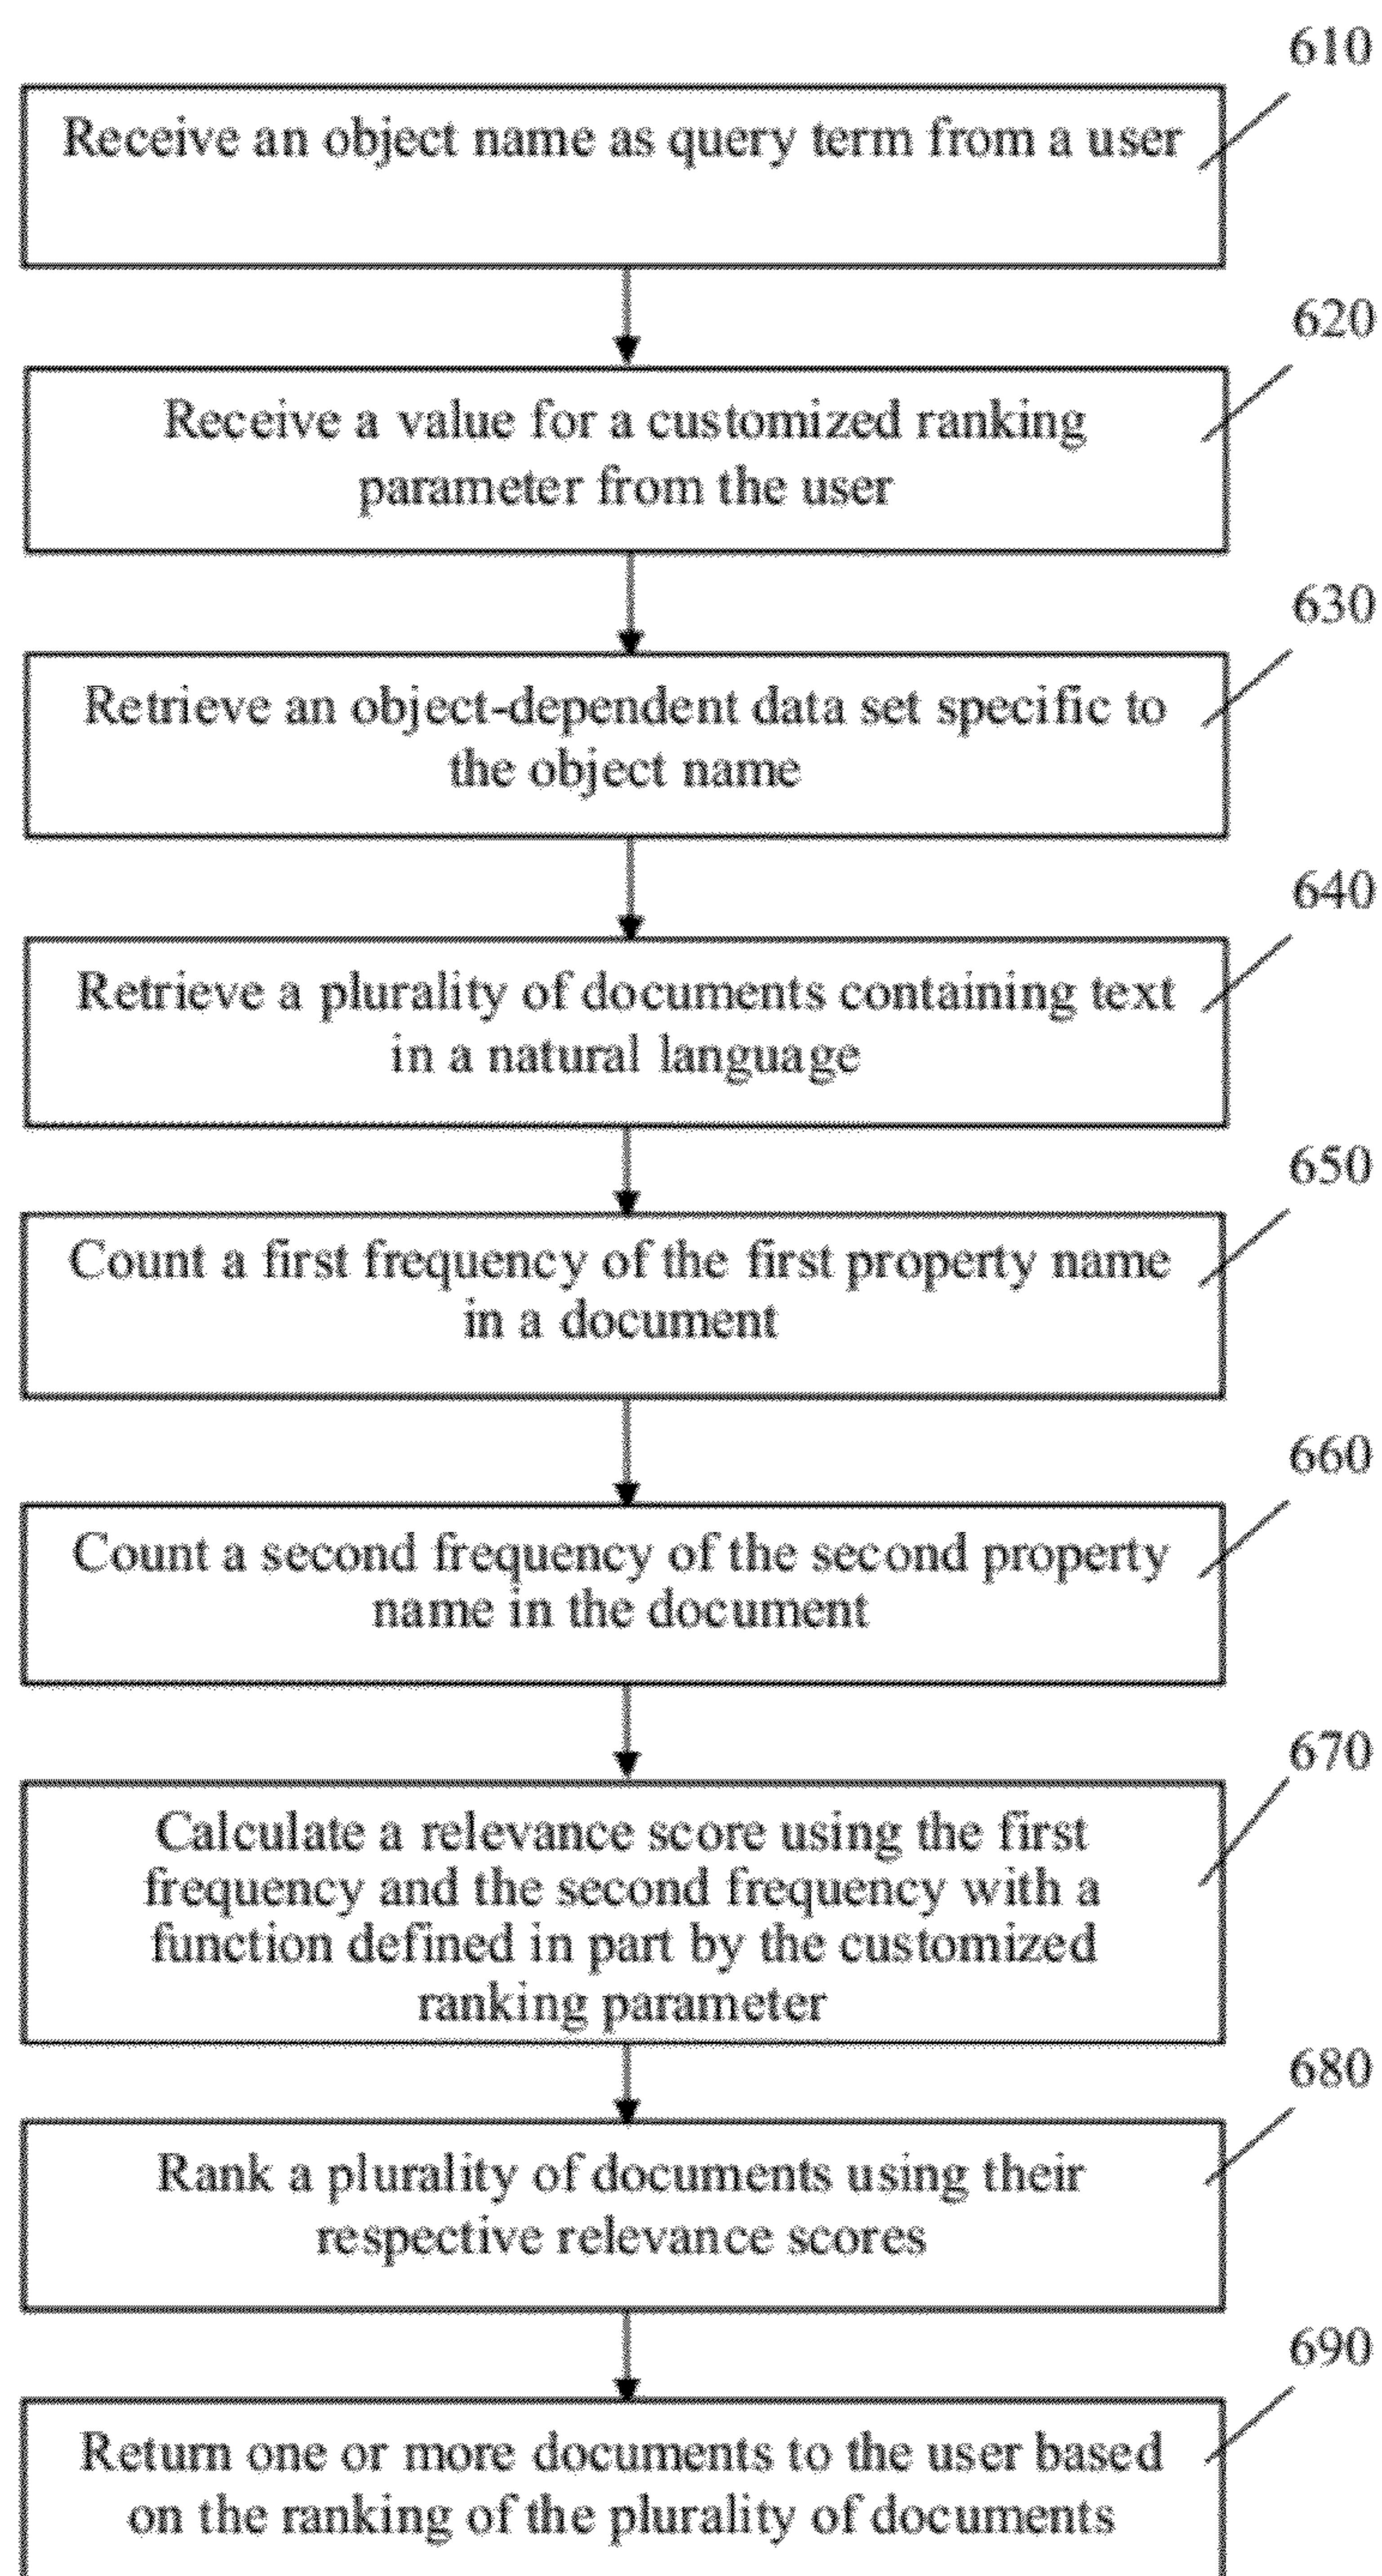 610
Receive an object name as query term from a user
620
Receive a value for a customized ranking
parameter from the user
630
Retrieve an object-dependent data set specific to
the object name
640
Retrieve a plurality of documents containing text
in a natural language
650
Count a first frequency of the first property name
in a document
660
Count a second frequency of the second property
name in the document
670
Calculate a relevance score using the first
frequency and the second frequency with a
function defined in part by the customized
ranking parameter
680
Rank a plurality of documents using their
respective relevance scores
690
Return one or more documents to the user based
on the ranking of the plurality of documents